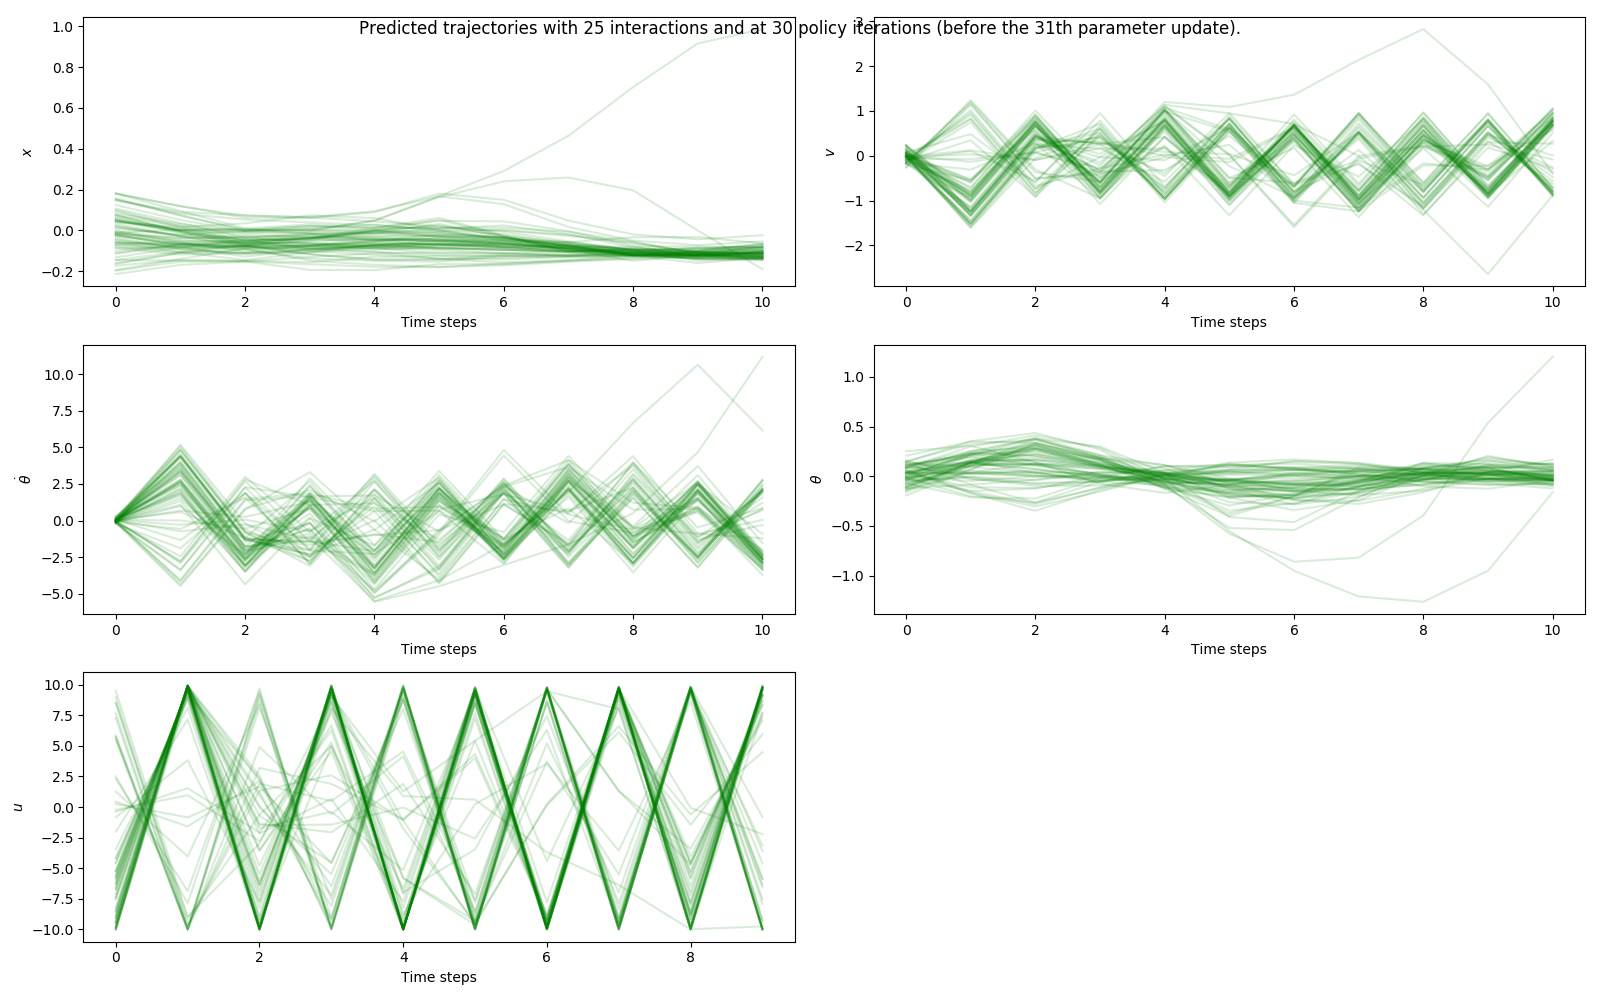 Predicted trajectories with 25 interactions and at 30 policy iterations (before the 31th parameter update).
1.0
0.8
0.6
0.4
0.2
0.0
−0.2
x
0 2 4 6 8 10
Time steps
3
2
1
0
−1
−2
v
0 2 4 6 8 10
Time steps
10.0
7.5
5.0
2.5
0.0
−2.5
−5.0
θ̇
0 2 4 6 8 10
Time steps
1.0
0.5
0.0
−0.5
−1.0
θ
0 2 4 6 8 10
Time steps
10.0
7.5
5.0
2.5
0.0
−2.5
−5.0
−7.5
−10.0
u
0 2 4 6 8
Time steps